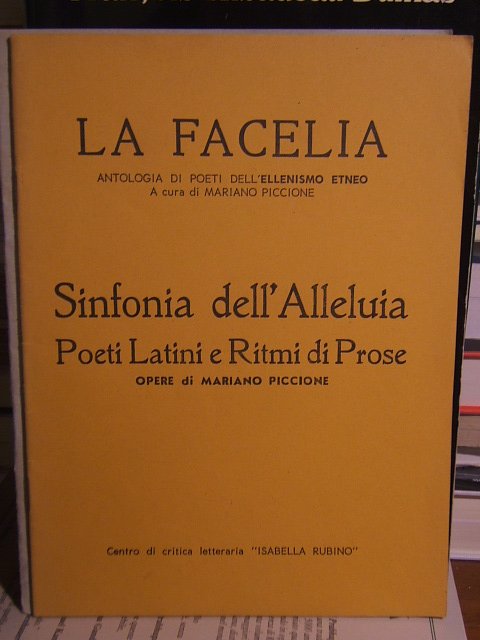 LA FACELIA
ANTOLOGIA DI POETI DELL'ELLENISMO ETNEO
A cura di MARIANO PICCIONE
Sinfonia dell'Alleluia
Poeti Latini e Ritmi di Prose
OPERE di MARIANO PICCIONE
Centro di critica letteraria "ISABELLA RUBINO"